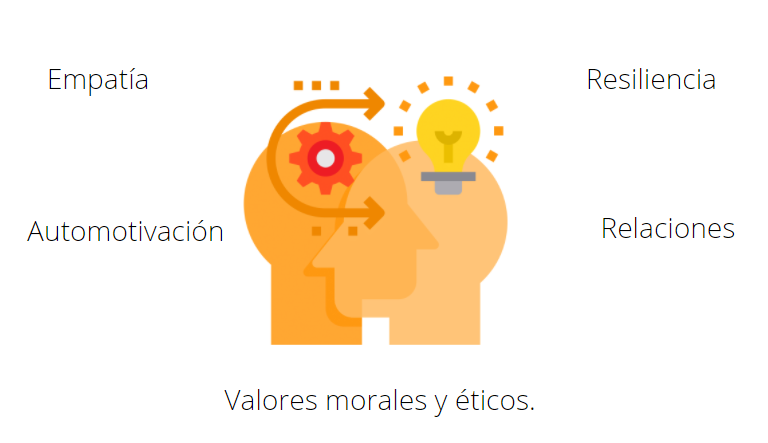 Empatía
Resiliencia
Automotivación
Relaciones
Valores morales y éticos.